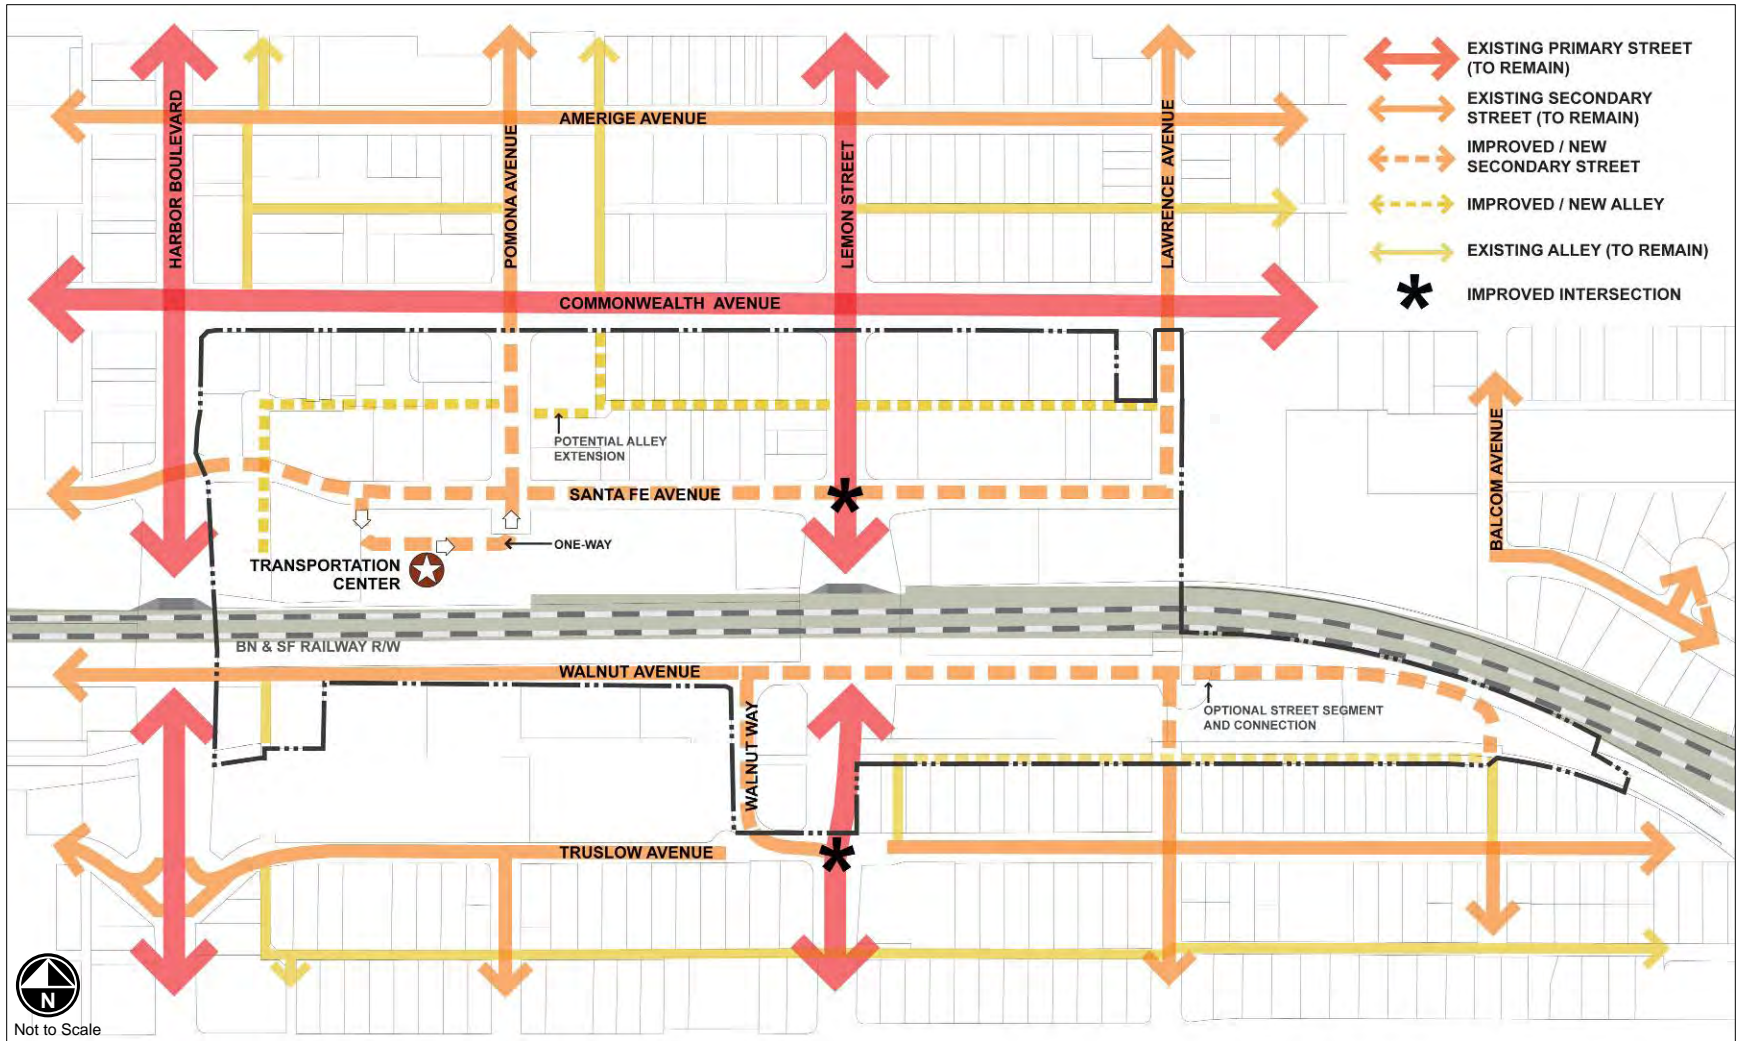 EXISTING PRIMARY STREET
(TO REMAIN)
EXISTING SECONDARY
STREET (TO REMAIN)
IMPROVED / NEW
SECONDARY STREET
IMPROVED / NEW ALLEY
EXISTING ALLEY (TO REMAIN)
IMPROVED INTERSECTION
HARBOR BOULEVARD
POMONA AVENUE
LEMON STREET
LAWRENCE AVENUE
AMERIGE AVENUE
COMMONWEALTH AVENUE
POTENTIAL ALLEY
EXTENSION
BALCOM AVENUE
SANTA FE AVENUE
ONE-WAY
TRANSPORTATION
CENTER
BN & SF RAILWAY R/W
WALNUT AVENUE
WALNUT WAY
OPTIONAL STREET SEGMENT
AND CONNECTION
TRUSLOW AVENUE
N
Not to Scale